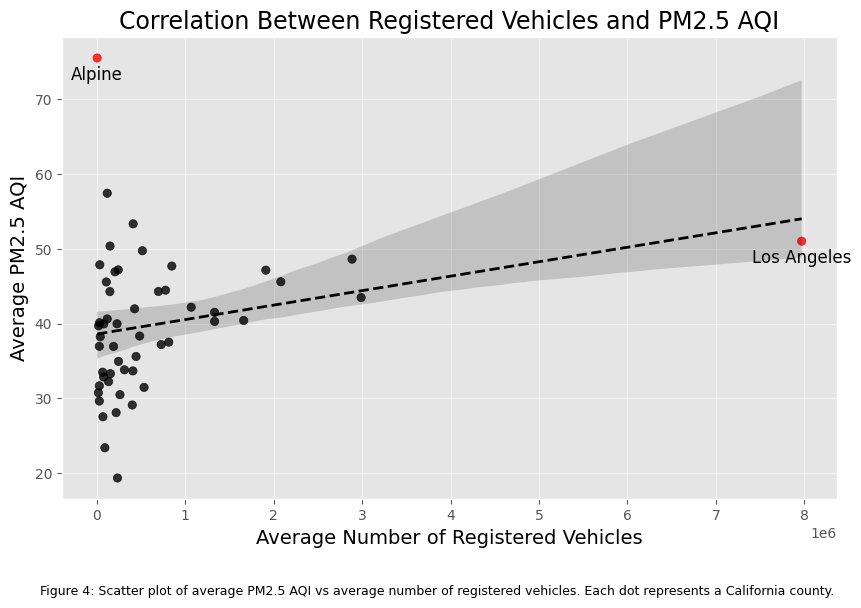 Correlation Between Registered Vehicles and PM2.5 AQI
Alpine
Los Angeles
Average PM2.5 AQI
70
60
50
40
30
20
0 1 2 3 4 5 6 7 8
1e6
Average Number of Registered Vehicles
Figure 4: Scatter plot of average PM2.5 AQI vs average number of registered vehicles. Each dot represents a California county.